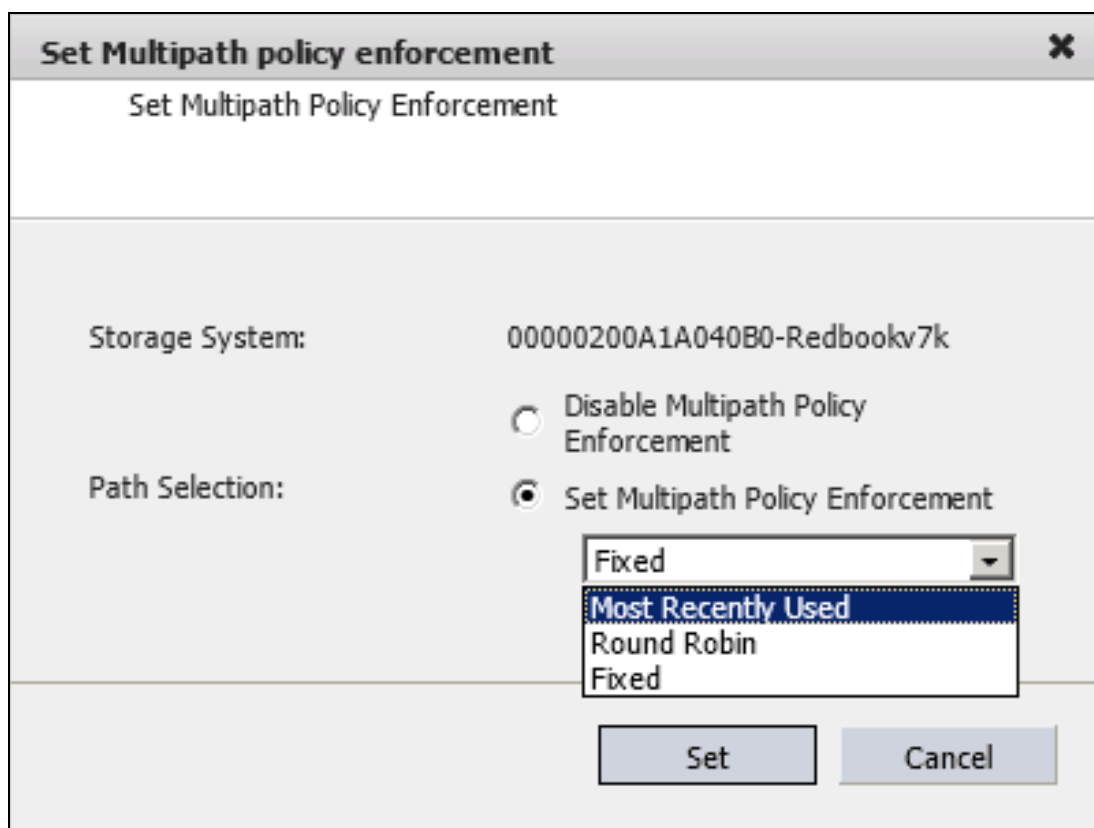 Set Multipath policy enforcement
Set Multipath Policy Enforcement
Storage System:
00000200A1A040B0-Redbookv7k
Disable Multipath Policy
Enforcement
Path Selection:
Set Multipath Policy Enforcement
Fixed
Most Recently Used
Round Robin
Fixed
Set
Cancel